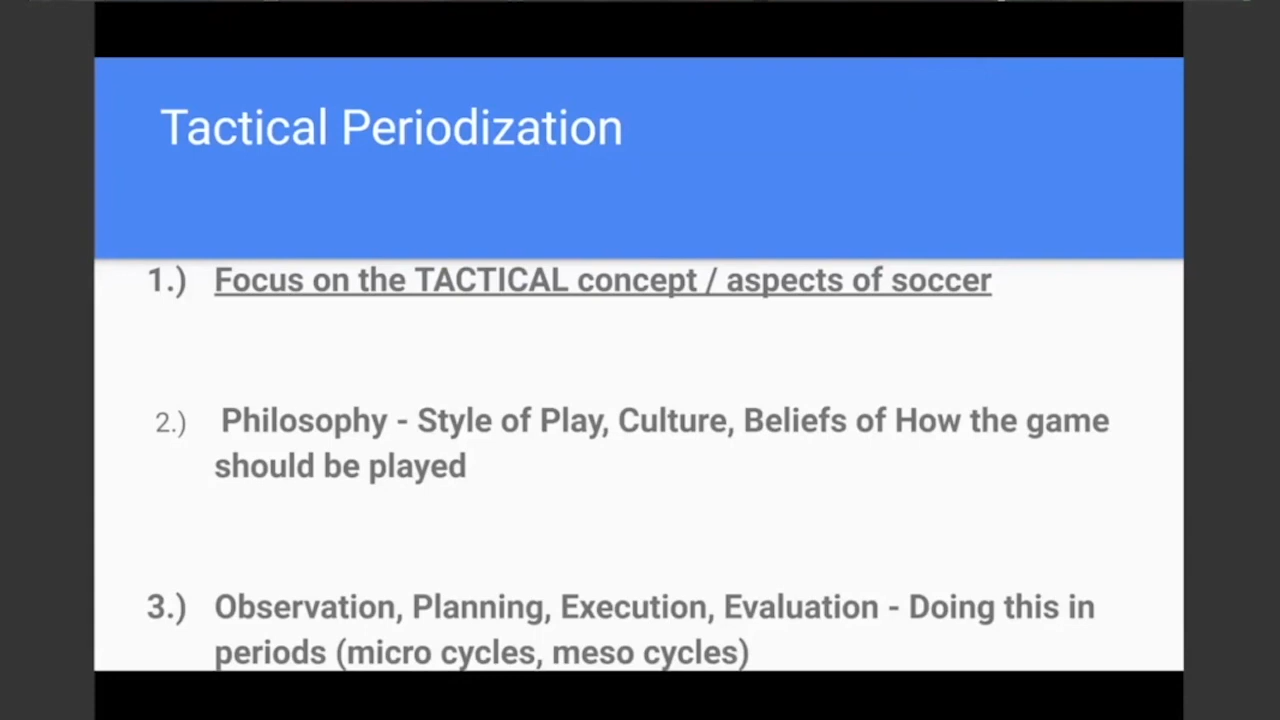 Tactical Periodization
1.) Focus on the TACTICAL concept / aspects of soccer
2.) Philosophy - Style of Play, Culture, Beliefs of How the game
should be played
3.) Observation, Planning, Execution, Evaluation - Doing this in
periods (micro cycles, meso cycles)